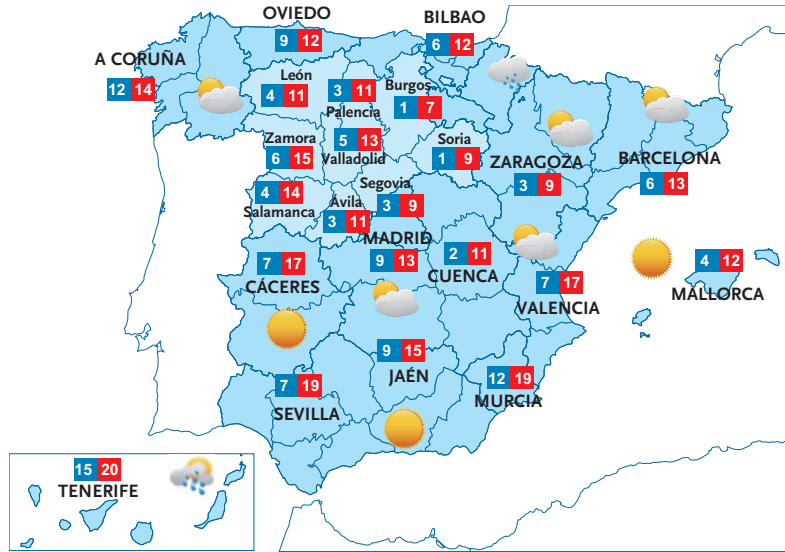 OVIEDO
9 12
BILBAO
6 12
A CORUÑA
12 14
León
4 11
3 11
Palencia
Burgos
1 7
Zamora
6 15
5 13
Valladolid
Soria
1 9
ZARAGOZA
3 9
BARCELONA
6 13
4 14
Salamanca
Ávila
3 11
Segovia
3 9
MADRID
9 13
2 11
CUENCA
7 17
CÁCERES
7 17
VALENCIA
4 12
MALLORCA
9 15
JAÉN
7 19
SEVILLA
12 19
MURCIA
15 20
TENERIFE